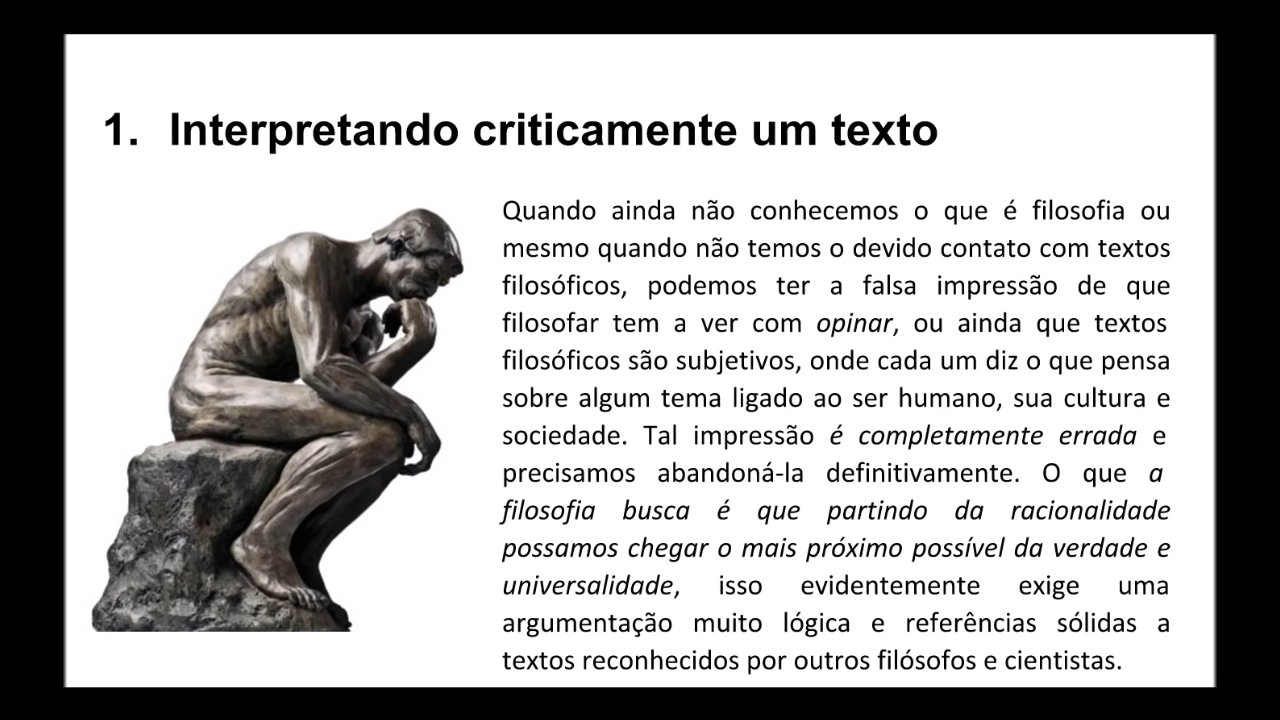 1. Interpretando criticamente um texto
Quando ainda não conhecemos o que é filosofia ou
mesmo quando não temos o devido contato com textos
filosóficos, podemos ter a falsa impressão de que
filosofar tem a ver com opinar, ou ainda que textos
filosóficos são subjetivos, onde cada um diz o que pensa
sobre algum tema ligado ao ser humano, sua cultura e
sociedade. Tal impressão é completamente errada e
precisamos abandoná-la definitivamente. O que a
filosofia busca é que partindo da racionalidade
possamos chegar o mais próximo possível da verdade e
universalidade, isso evidentemente exige uma
argumentação muito lógica e referências sólidas a
textos reconhecidos por outros filósofos e cientistas.